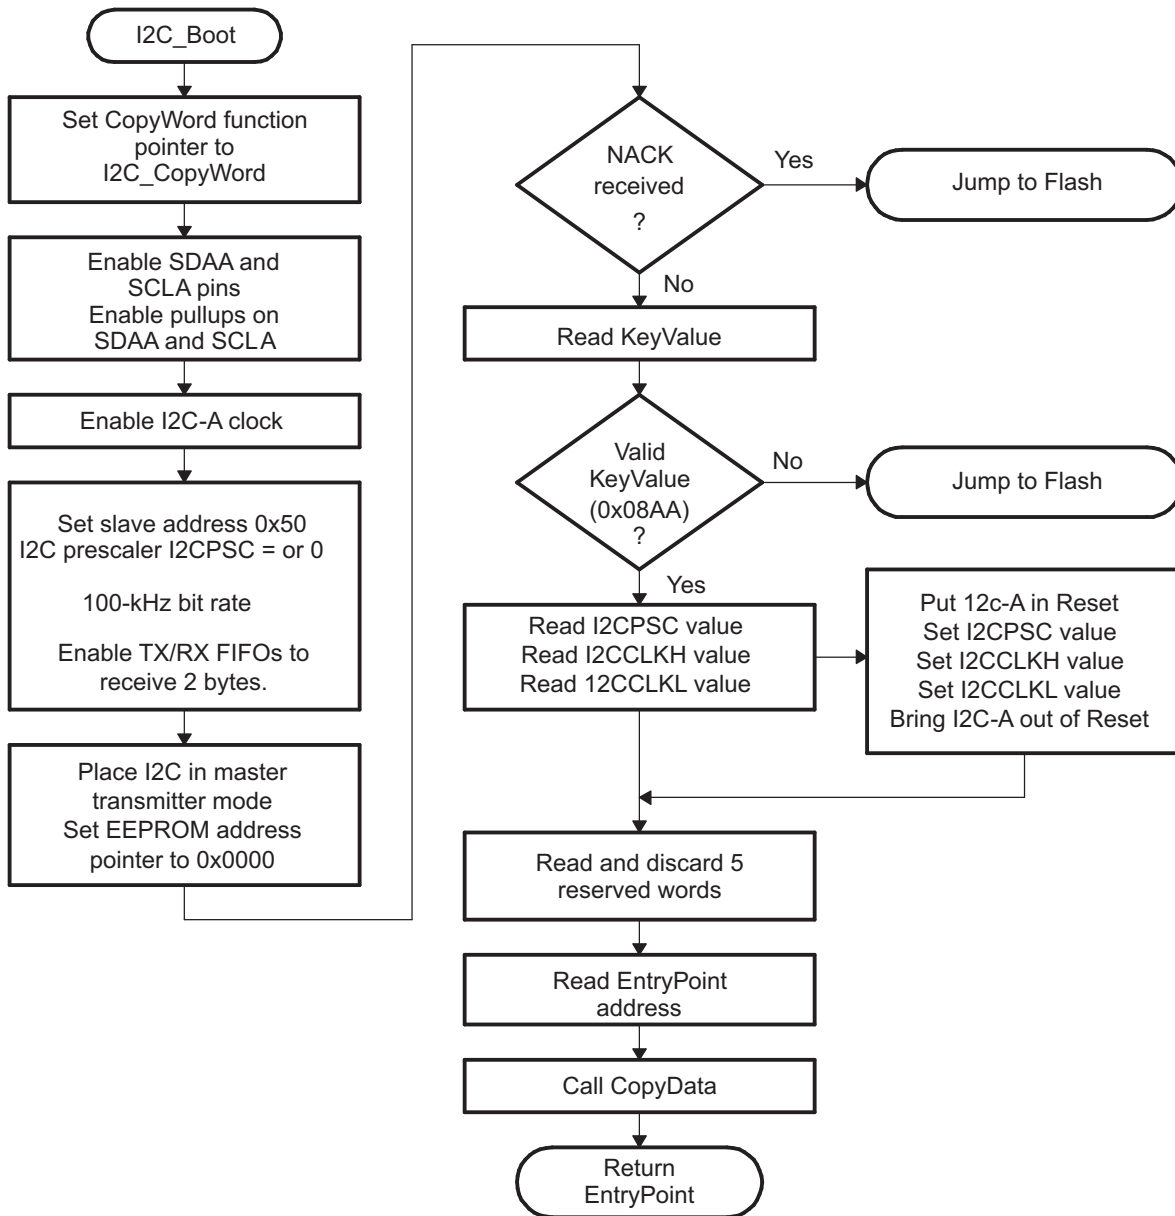 I2C_Boot
Set CopyWord function
pointer to
I2C_CopyWord
Enable SDAA and
SCLA pins
Enable pullups on
SDAA and SCLA
Enable I2C-A clock
Set slave address 0x50
I2C prescaler I2CPSC = or 0
100-kHz bit rate
Enable TX/RX FIFOs to
receive 2 bytes.
Place I2C in master
transmitter mode
Set EEPROM address
pointer to 0x0000
NACK
received
?
Yes
Jump to Flash
No
Read KeyValue
Valid
KeyValue
(0x08AA)
?
No
Jump to Flash
Yes
Read I2CPSC value
Read I2CCLKH value
Read 12CCLKL value
Put 12c-A in Reset
Set I2CPSC value
Set I2CCLKH value
Set I2CCLKL value
Bring I2C-A out of Reset
Read and discard 5
reserved words
Read EntryPoint
address
Call CopyData
Return
EntryPoint